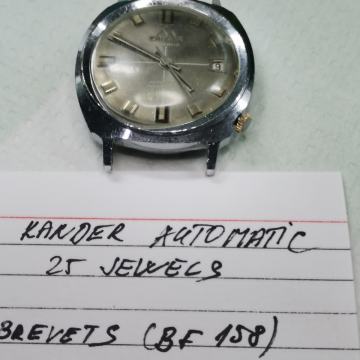 KANDER AUTOMATIC
25 JEWELS
BREVETS (BF 158)